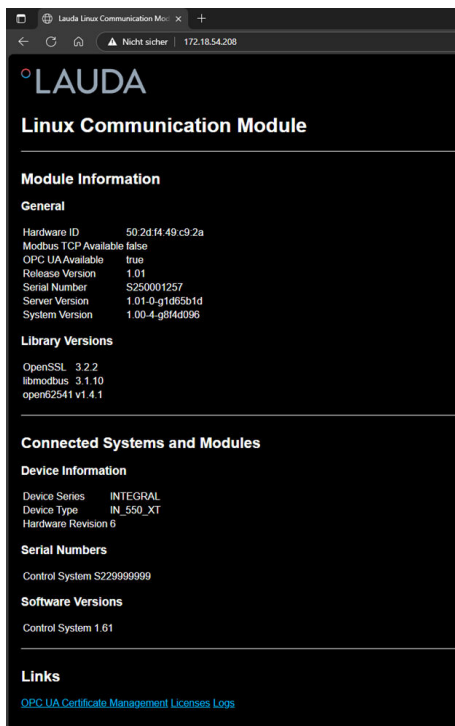 Lauda Linux Communication Mod
Nicht sicher 172.18.54.208
°LAUDA
Linux Communication Module
Module Information
General
Hardware ID 50:2d:f4:49:c9:2a
Modbus TCP Available false
OPC UA Available true
Release Version 1.01
Serial Number S250001257
Server Version 1.01-0-g1d65b1d
System Version 1.00-4-g8f4d096
Library Versions
OpenSSL 3.2.2
libmodbus 3.1.10
open62541 v1.4.1
Connected Systems and Modules
Device Information
Device Series INTEGRAL
Device Type IN_550_XT
Hardware Revision 6
Serial Numbers
Control System S229999999
Software Versions
Control System 1.61
Links
OPC UA Certificate Management Licenses Logs